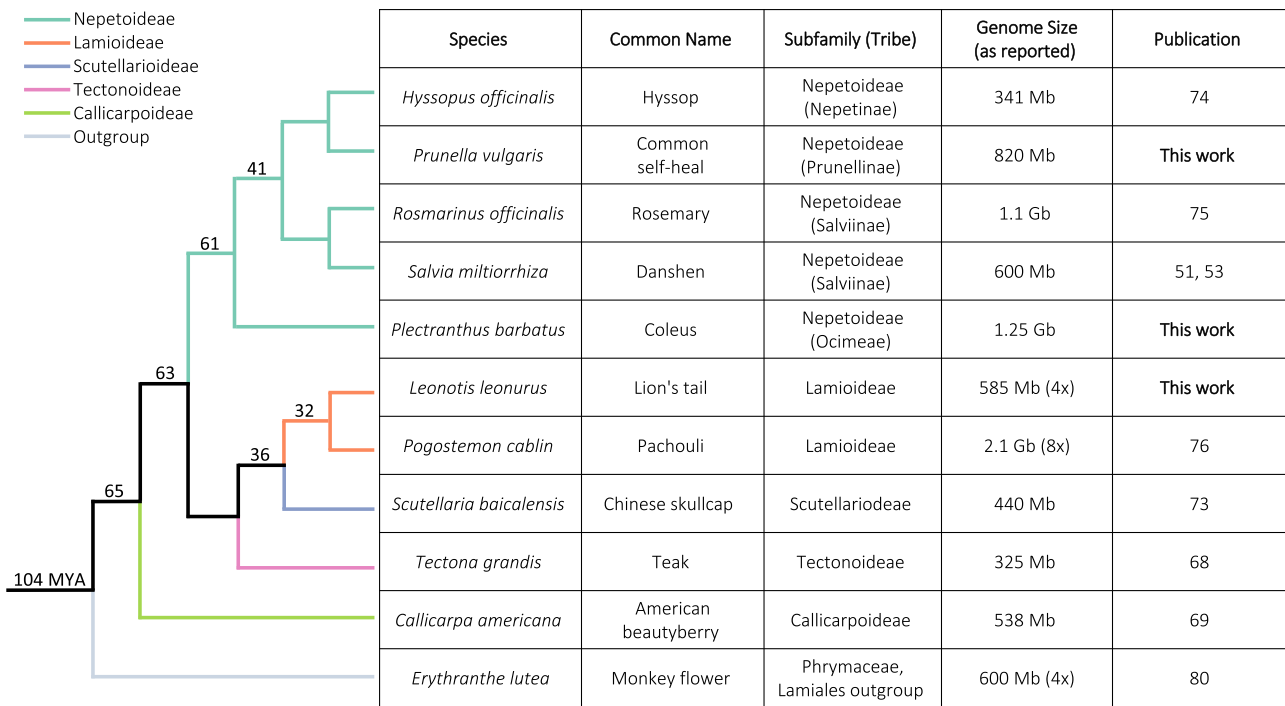 Nepetoideae
Lamioideae
Scutellarioideae
Tectonoideae
Callicarpoideae
Outgroup
41
61
63
32
36
65
104 MYA
Species
Common Name
Subfamily (Tribe)
Genome Size
(as reported)
Publication
Hyssopus officinalis
Hyssop
Nepetoideae
(Nepetinae)
341 Mb
74
Prunella vulgaris
Common
self-heal
Nepetoideae
(Prunellinae)
820 Mb
This work
Rosmarinus officinalis
Rosemary
Nepetoideae
(Salviinae)
1.1 Gb
75
Salvia miltiorrhiza
Danshen
Nepetoideae
(Salviinae)
600 Mb
51, 53
Plectranthus barbatus
Coleus
Nepetoideae
(Ocimeae)
1.25 Gb
This work
Leonotis leonurus
Lion's tail
Lamioideae
585 Mb (4x)
This work
Pogostemon cablin
Pachouli
Lamioideae
2.1 Gb (8x)
76
Scutellaria baicalensis
Chinese skullcap
Scutellariodeae
440 Mb
73
Tectona grandis
Teak
Tectonoideae
325 Mb
68
Callicarpa americana
American
beautyberry
Callicarpoideae
538 Mb
69
Erythranthe lutea
Monkey flower
Phrymaceae,
Lamiales outgroup
600 Mb (4x)
80